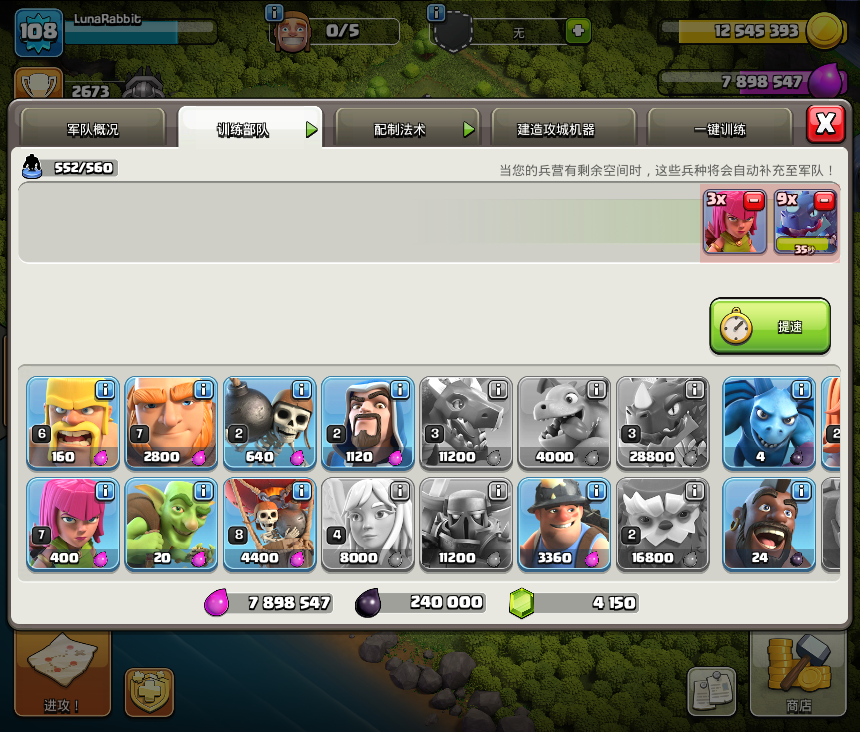 108
LunaRabbit
0/5
无
12 545 393
2673
7 898 547
军队概况
训练部队
配制法术
建造攻城机器
一键训练
X
552/560
当您的兵营有剩余空间时，这些兵种将会自动补充至军队！
3x
9x
35秒
提速
6 160
7 2800
2 640
2 1120
3 11200
4000
3 28800
4
2
7 400
20
8 4400
4 8000
11200
3360
2 16800
24
7 898 547
240 000
4 150
进攻！
商店